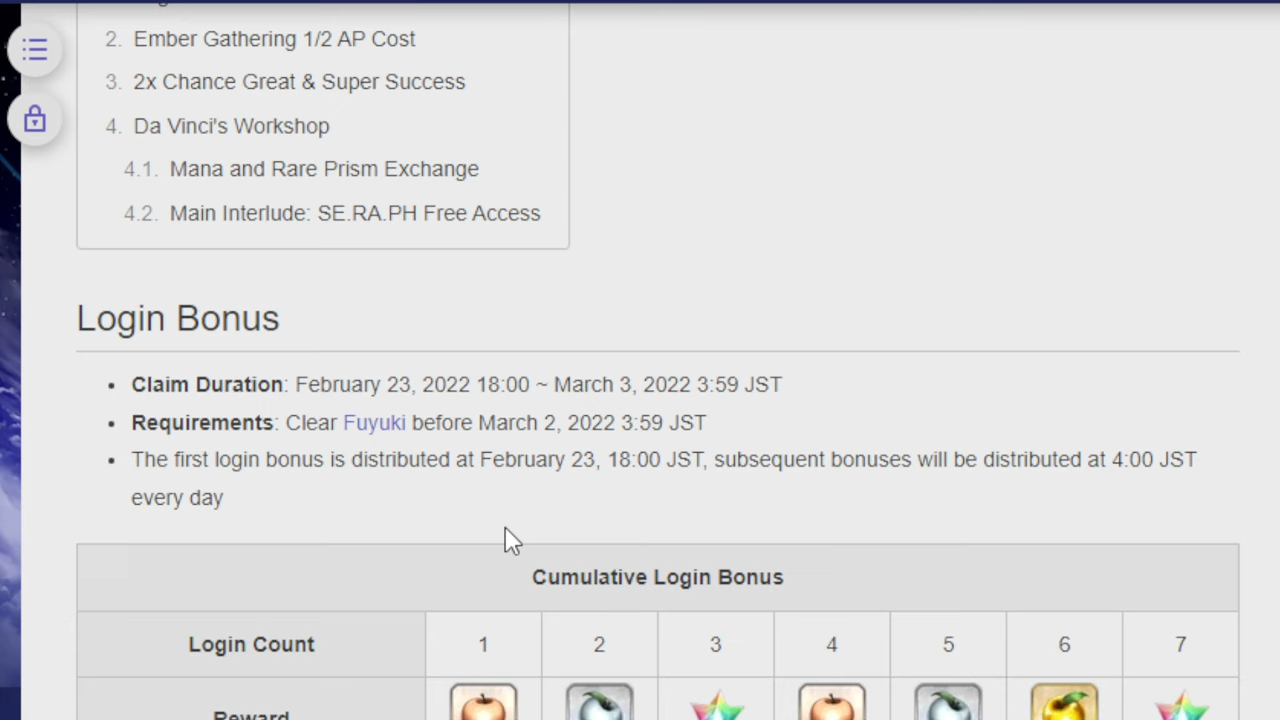 2. Ember Gathering 1/2 AP Cost
3. 2x Chance Great & Super Success
4. Da Vinci's Workshop
4.1. Mana and Rare Prism Exchange
4.2. Main Interlude: SE.RA.PH Free Access
Login Bonus
• Claim Duration: February 23, 2022 18:00 ~ March 3, 2022 3:59 JST
• Requirements: Clear Fuyuki before March 2, 2022 3:59 JST
• The first login bonus is distributed at February 23, 18:00 JST, subsequent bonuses will be distributed at 4:00 JST
every day
Cumulative Login Bonus
Login Count 1 2 3 4 5 6 7
Reward